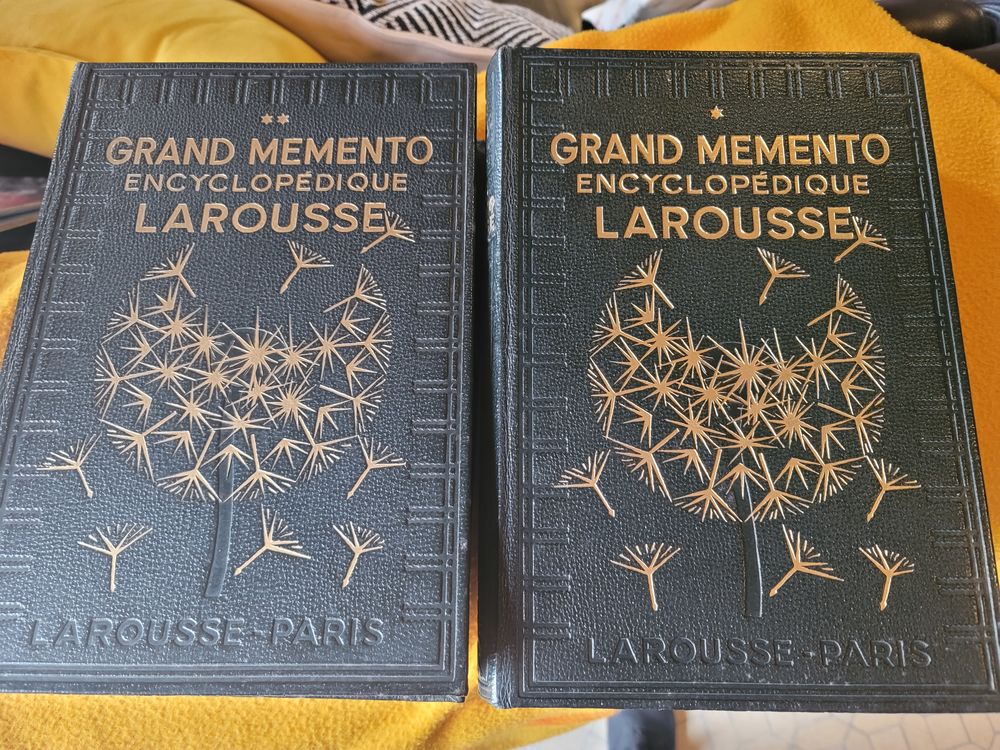 **
GRAND MEMENTO
ENCYCLOPÉDIQUE
LAROUSSE
LAROUSSE-PARIS
*
GRAND MEMENTO
ENCYCLOPÉDIQUE
LAROUSSE
LAROUSSE-PARIS